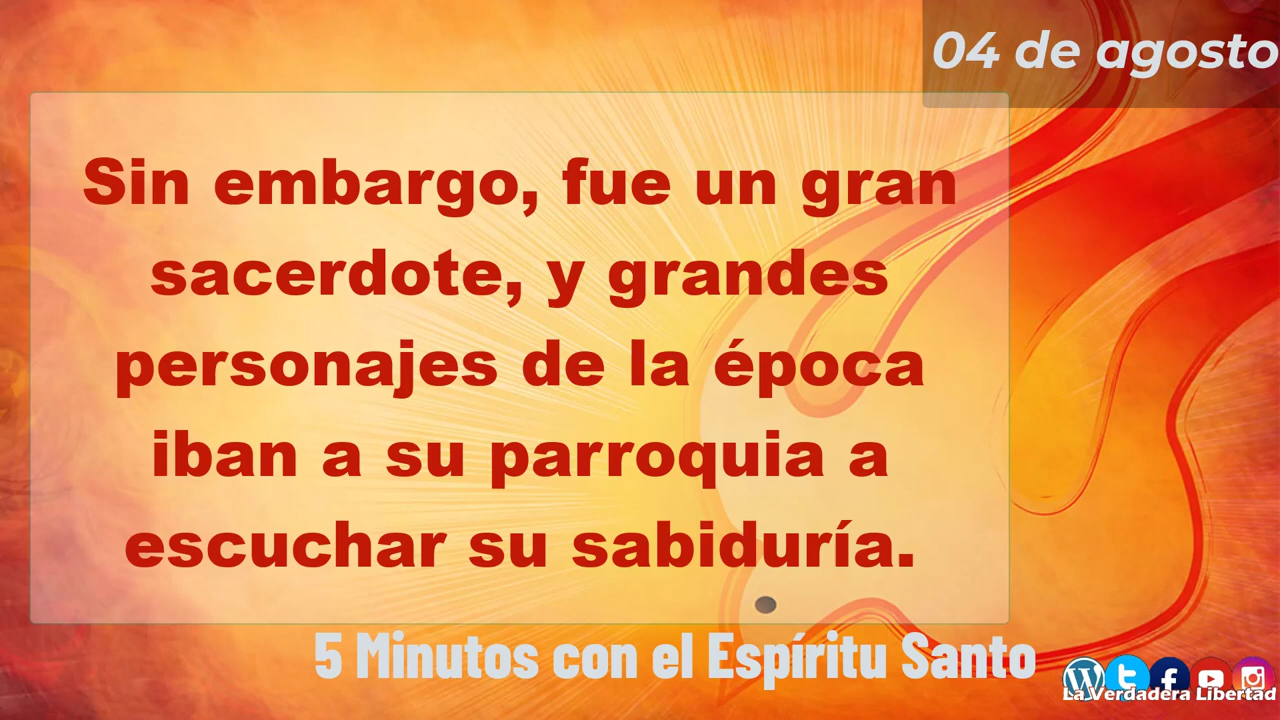 04 de agosto
Sin embargo, fue un gran
sacerdote, y grandes
personajes de la época
iban a su parroquia a
escuchar su sabiduría.
5 Minutos con el Espíritu Santo
La Verdadera Libertad